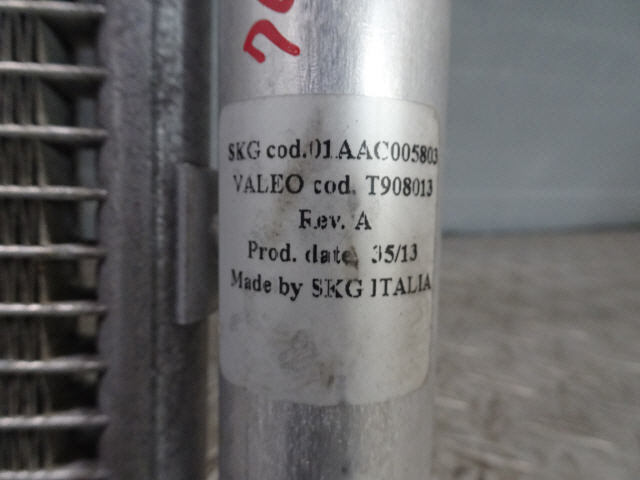 SKG cod.01AAC005803
VALEO cod. T908013
Rev. A
Prod. date 35/13
Made by SKG ITALIA